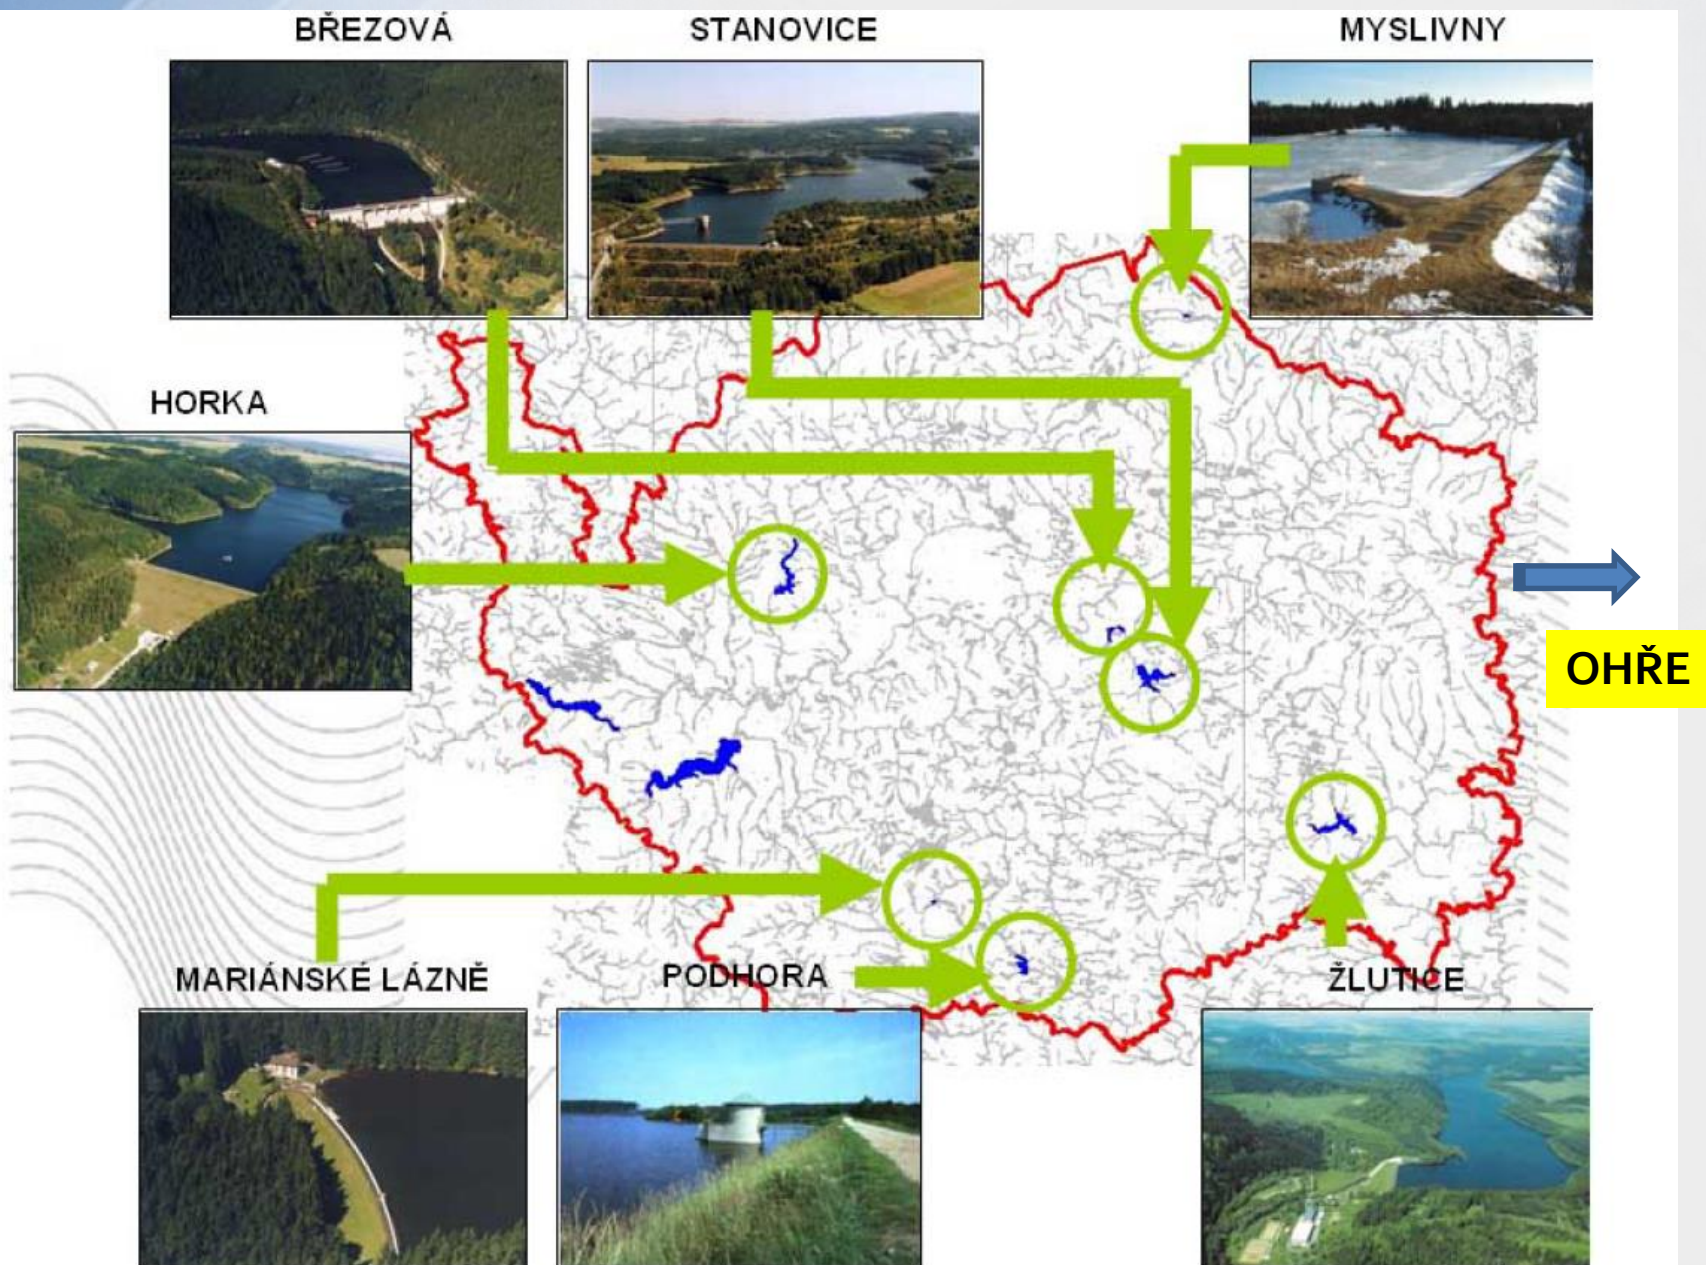 BŘEZOVÁ
STANOVICE
MYSLIVNY
HORKA
OHŘE
MARIÁNSKÉ LÁZNĚ
PODHORA
ŽLUTICE